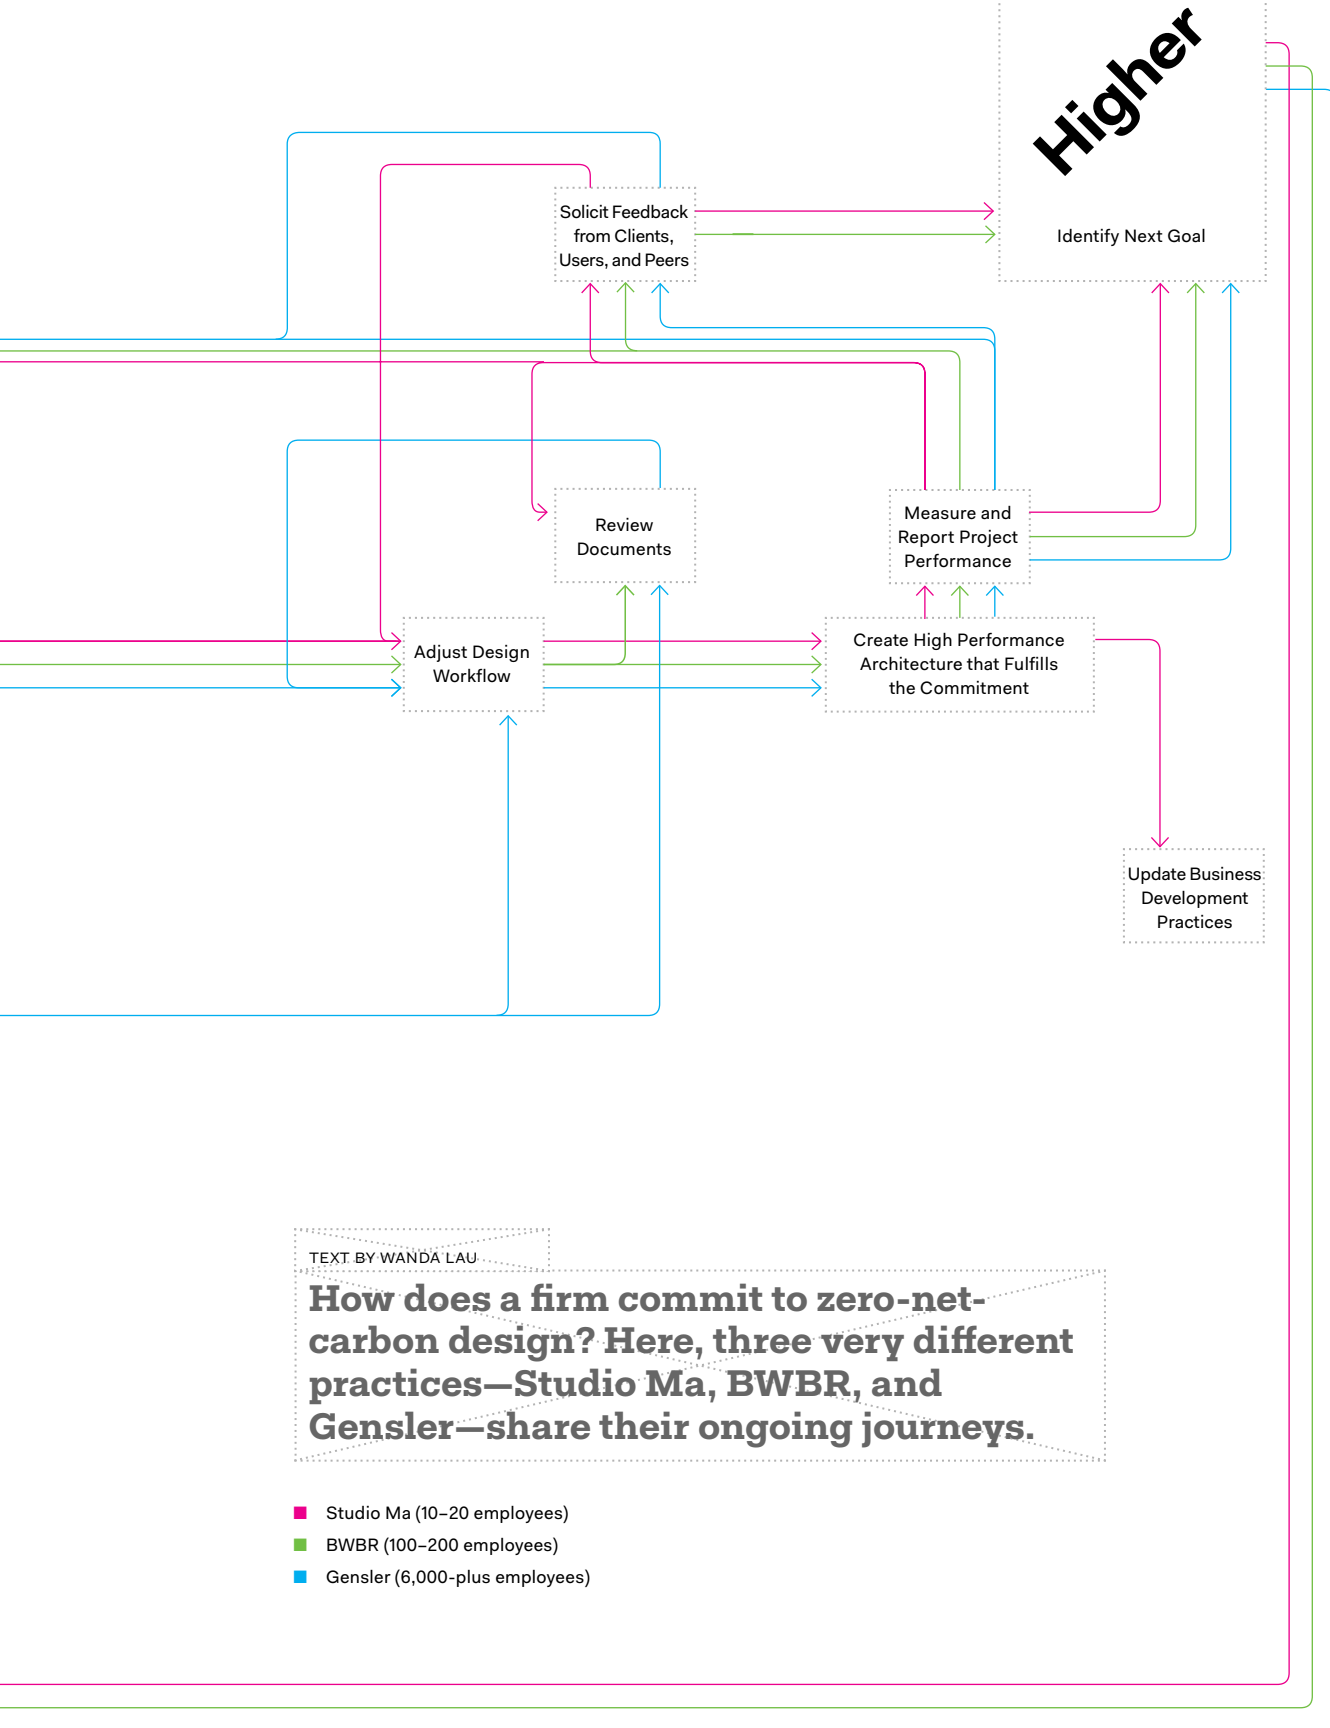 Higher
Solicit Feedback
from Clients,
Users, and Peers
Identify Next Goal
Review
Documents
Measure and
Report Project
Performance
Adjust Design
Workflow
Create High Performance
Architecture that Fulfills
the Commitment
Update Business
Development
Practices
TEXT BY WANDA LAU
How does a firm commit to zero-net-
carbon design? Here, three very different
practices—Studio Ma, BWBR, and
Gensler—share their ongoing journeys.
Studio Ma (10–20 employees)
BWBR (100–200 employees)
Gensler (6,000-plus employees)